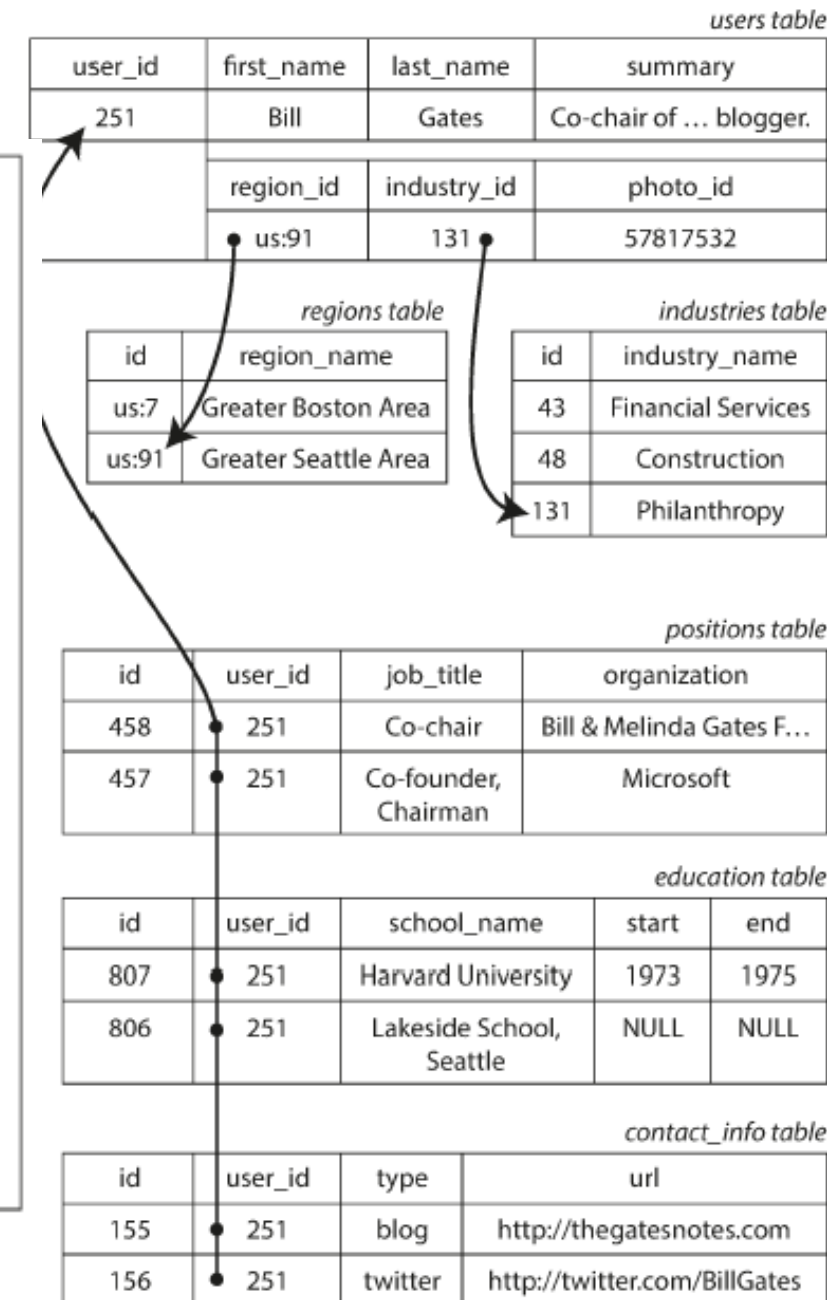 users table
user_id first_name last_name summary
251 Bill Gates Co-chair of … blogger.
region_id industry_id photo_id
us:91 131 57817532
regions table
id region_name
us:7 Greater Boston Area
us:91 Greater Seattle Area
industries table
id industry_name
43 Financial Services
48 Construction
131 Philanthropy
positions table
id user_id job_title organization
458 251 Co-chair Bill & Melinda Gates F…
457 251 Co-founder, Microsoft
Chairman
education table
id user_id school_name start end
807 251 Harvard University 1973 1975
806 251 Lakeside School, NULL NULL
Seattle
contact_info table
id user_id type url
155 251 blog http://thegatesnotes.com
156 251 twitter http://twitter.com/BillGates